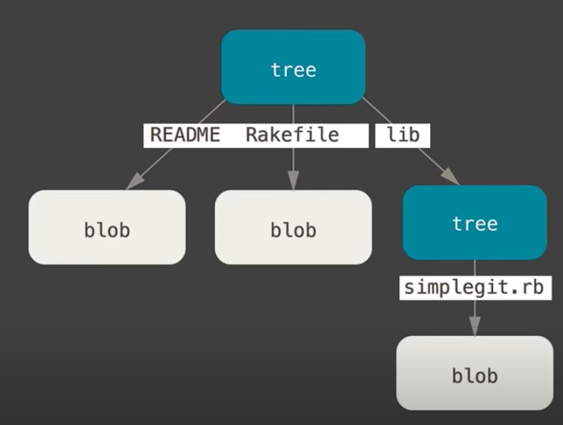 tree
README Rakefile lib
blob blob tree
simplegit.rb
blob